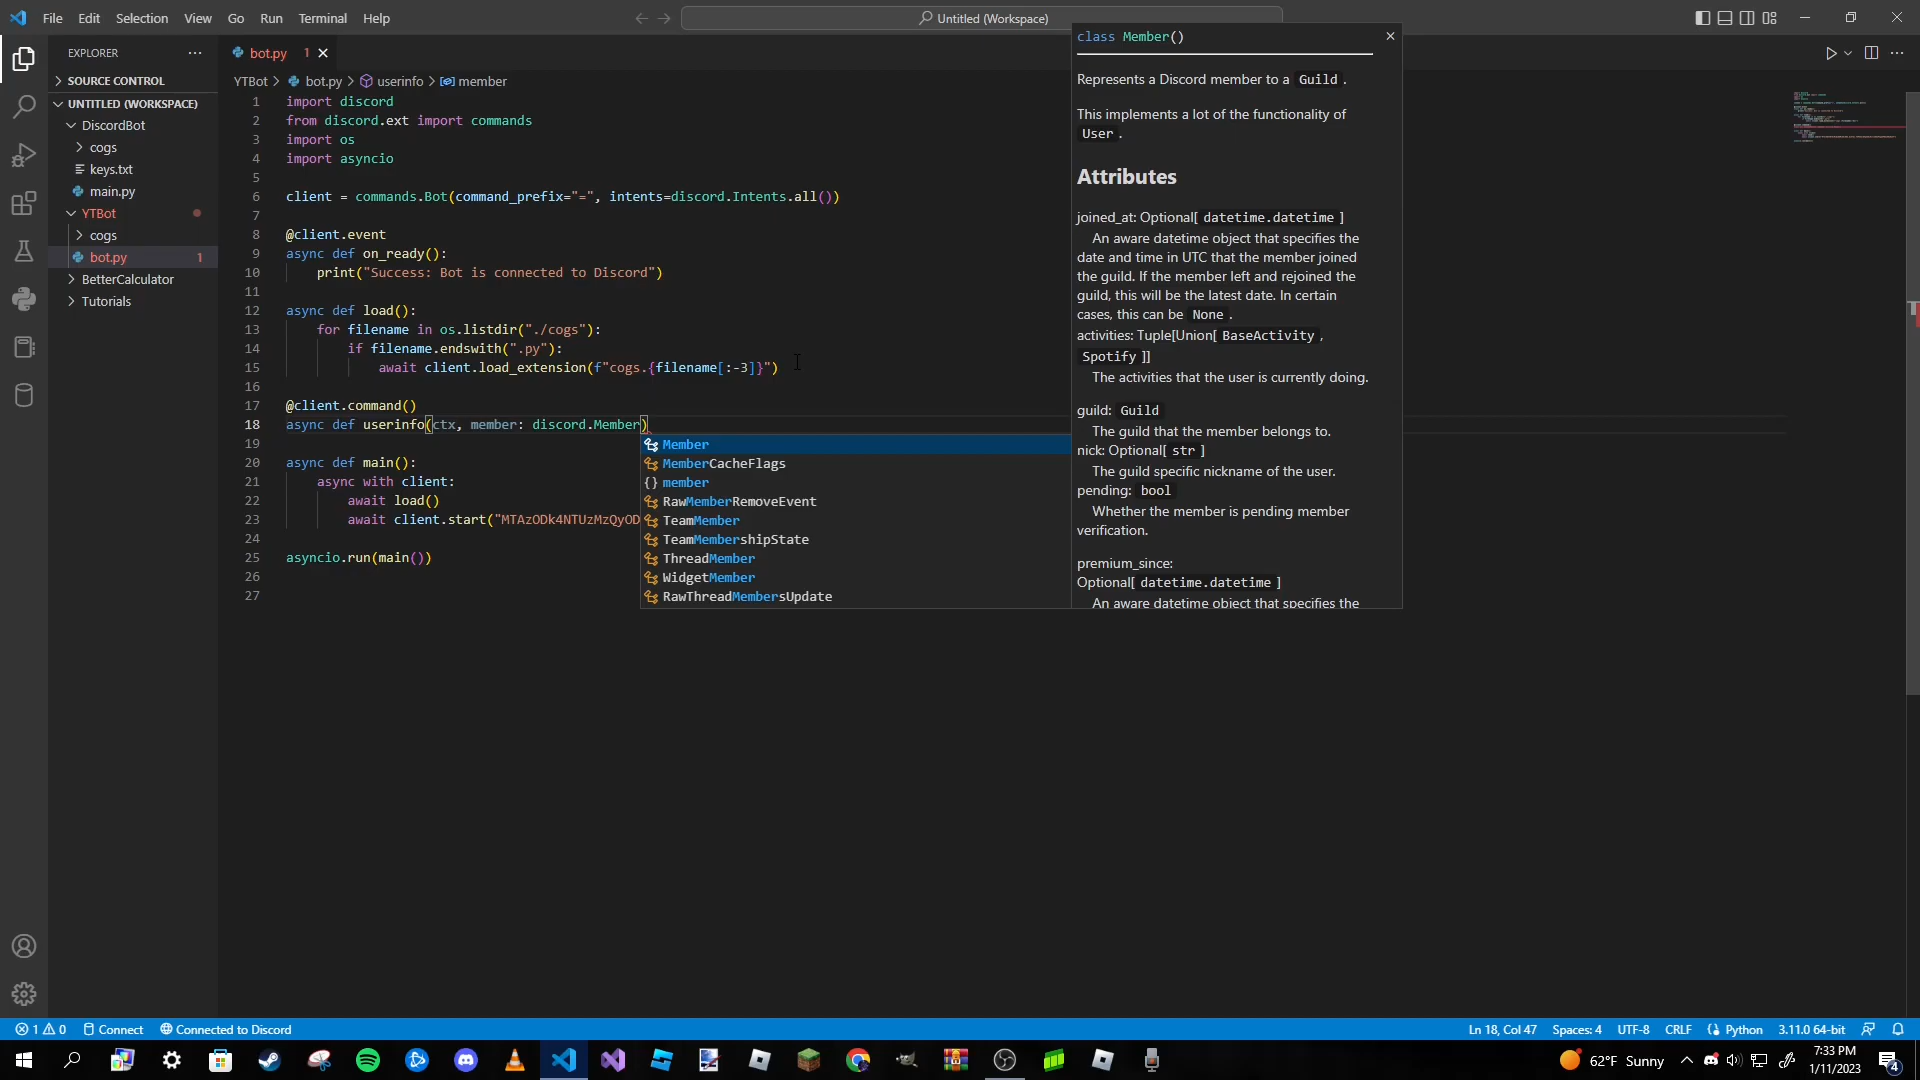 File Edit Selection View Go Run Terminal Help
Untitled (Workspace)
EXPLORER
SOURCE CONTROL
UNTITLED (WORKSPACE)
DiscordBot
cogs
keys.txt
main.py
YTBot
cogs
bot.py 1
BetterCalculator
Tutorials
bot.py 1
YTBot > bot.py > userinfo > member
1 import discord
2 from discord.ext import commands
3 import os
4 import asyncio
5
6 client = commands.Bot(command_prefix="=", intents=discord.Intents.all())
7
8 @client.event
9 async def on_ready():
10 print("Success: Bot is connected to Discord")
11
12 async def load():
13 for filename in os.listdir("./cogs"):
14 if filename.endswith(".py"):
15 await client.load_extension(f"cogs.{filename[:-3]}")
16
17 @client.command()
18 async def userinfo(ctx, member: discord.Member)
19
20 async def main():
21 async with client:
22 await load()
23 await client.start("MTAzODk4NTUzMzQyOD
24
25 asyncio.run(main())
26
27
Member
MemberCacheFlags
{} member
RawMemberRemoveEvent
TeamMember
TeamMembershipState
ThreadMember
WidgetMember
RawThreadMembersUpdate
class Member()
Represents a Discord member to a Guild .
This implements a lot of the functionality of
User .
Attributes
joined_at: Optional[ datetime.datetime ]
An aware datetime object that specifies the
date and time in UTC that the member joined
the guild. If the member left and rejoined the
guild, this will be the latest date. In certain
cases, this can be None .
activities: Tuple[Union[ BaseActivity ,
Spotify ]]
The activities that the user is currently doing.
guild: Guild
The guild that the member belongs to.
nick: Optional[ str ]
The guild specific nickname of the user.
pending: bool
Whether the member is pending member
verification.
premium_since:
Optional[ datetime.datetime ]
An aware datetime object that specifies the
1 0 Connect Connected to Discord
Ln 18, Col 47 Spaces: 4 UTF-8 CRLF Python 3.11.0 64-bit
62°F Sunny
7:33 PM
1/11/2023
4